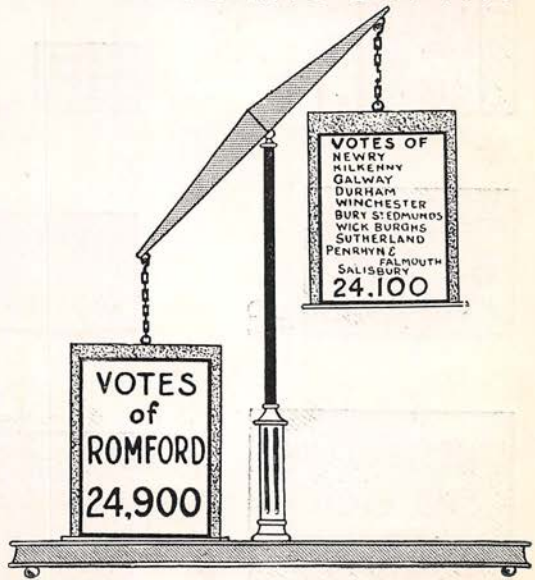 VOTES OF
NEWRY
KILKENNY
GALWAY
DURHAM
WINCHESTER
BURY ST. EDMUNDS
WICK BURGHS
SUTHERLAND
PENRHYN &
FALMOUTH
SALISBURY
24.100
VOTES
of
ROMFORD
24,900